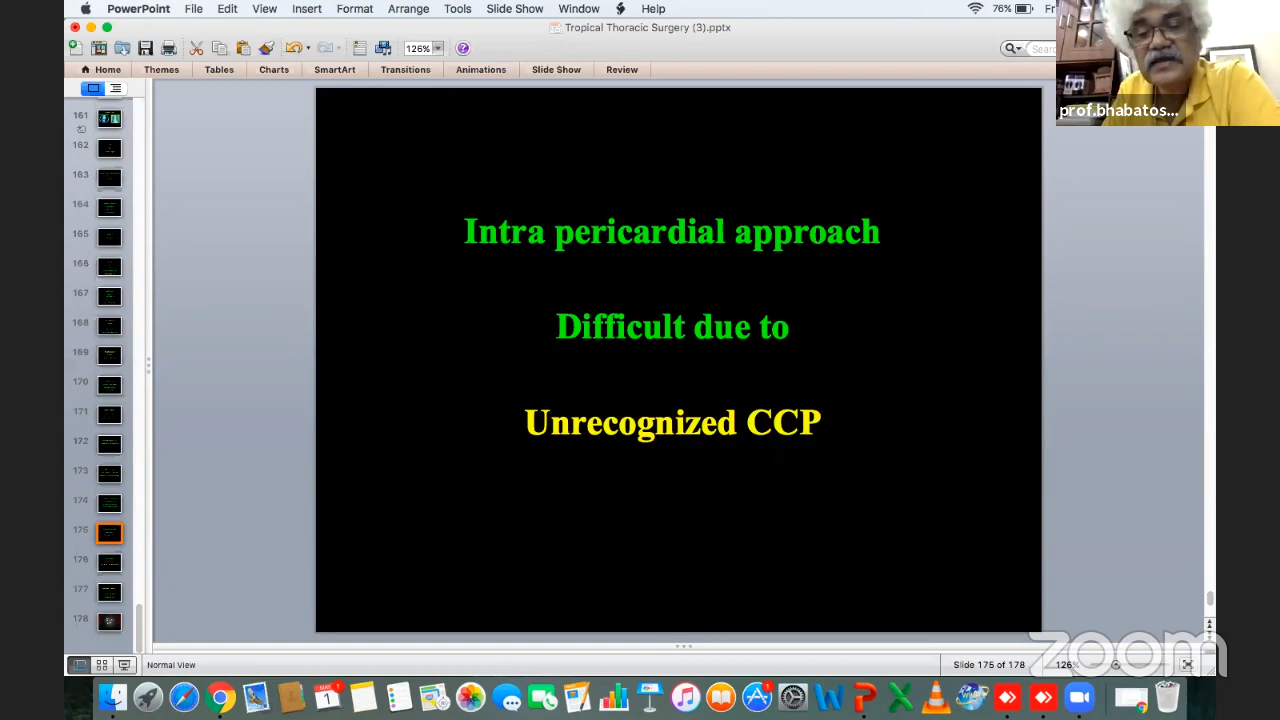 PowerPoint File Edit View Insert Format Arrange Tools Slide Show Window Help 76% Fr
Tropical Thoracic Surgery (3).pptx
126%
Home Themes Tables Charts SmartArt Transitions Animations Slide Show Review
prof.bhabatos...
161
162
163
164
165
166
167
168
169
170
171
172
173
174
175
176
177
178
Intra pericardial approach
Difficult due to
Unrecognized CCP
zoom
Normal View Slide 175 of 178 126%